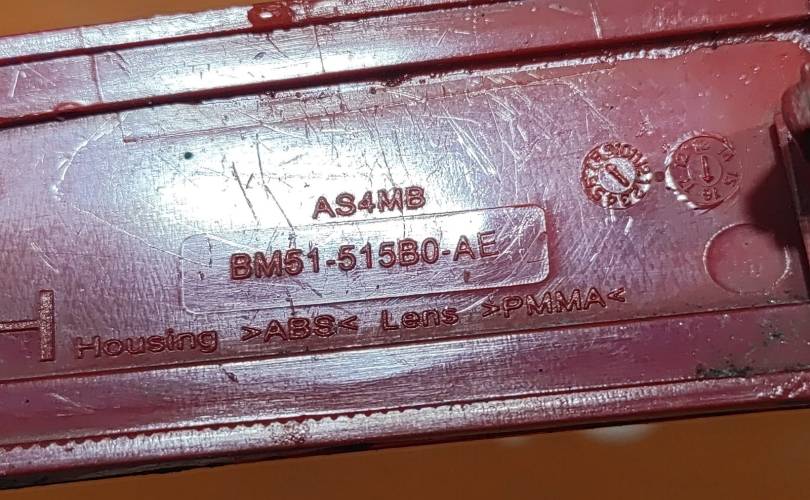 AS4MB
BM51-515B0-AE
Housing >ABS< Lens >PMMA<